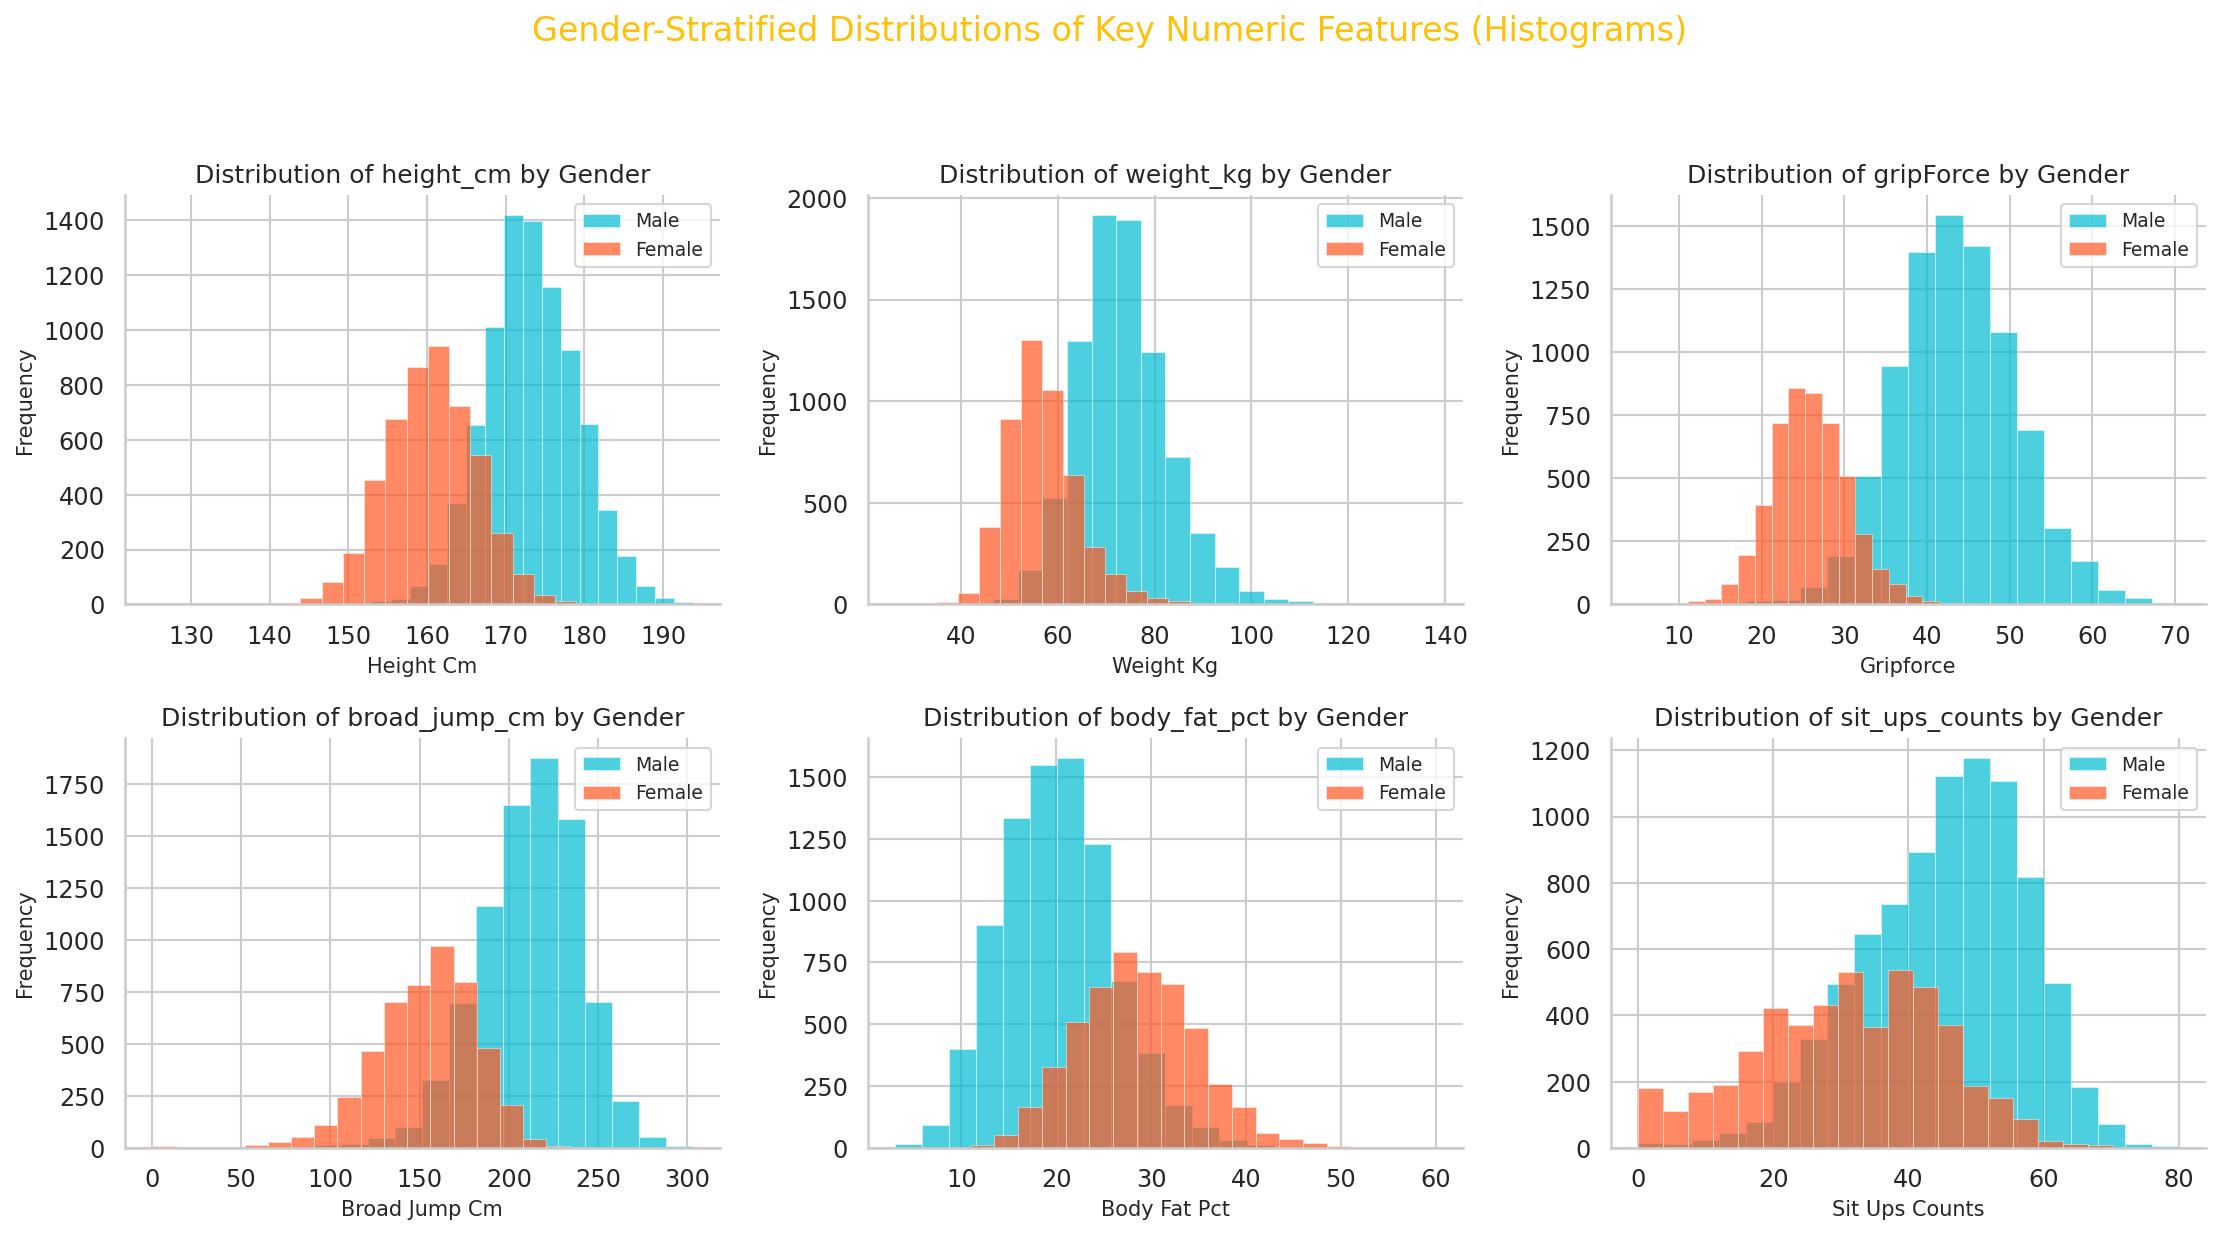 Gender-Stratified Distributions of Key Numeric Features (Histograms)
Distribution of height_cm by Gender
Male
Female
1400
1200
1000
800
600
400
200
0
Frequency
130 140 150 160 170 180 190
Height Cm
Distribution of weight_kg by Gender
Male
Female
2000
1500
1000
500
0
Frequency
40 60 80 100 120 140
Weight Kg
Distribution of gripForce by Gender
Male
Female
1500
1250
1000
750
500
250
0
Frequency
10 20 30 40 50 60 70
Gripforce
Distribution of broad_jump_cm by Gender
Male
Female
1750
1500
1250
1000
750
500
250
0
Frequency
0 50 100 150 200 250 300
Broad Jump Cm
Distribution of body_fat_pct by Gender
Male
Female
1500
1250
1000
750
500
250
0
Frequency
10 20 30 40 50 60
Body Fat Pct
Distribution of sit_ups_counts by Gender
Male
Female
1200
1000
800
600
400
200
0
Frequency
0 20 40 60 80
Sit Ups Counts